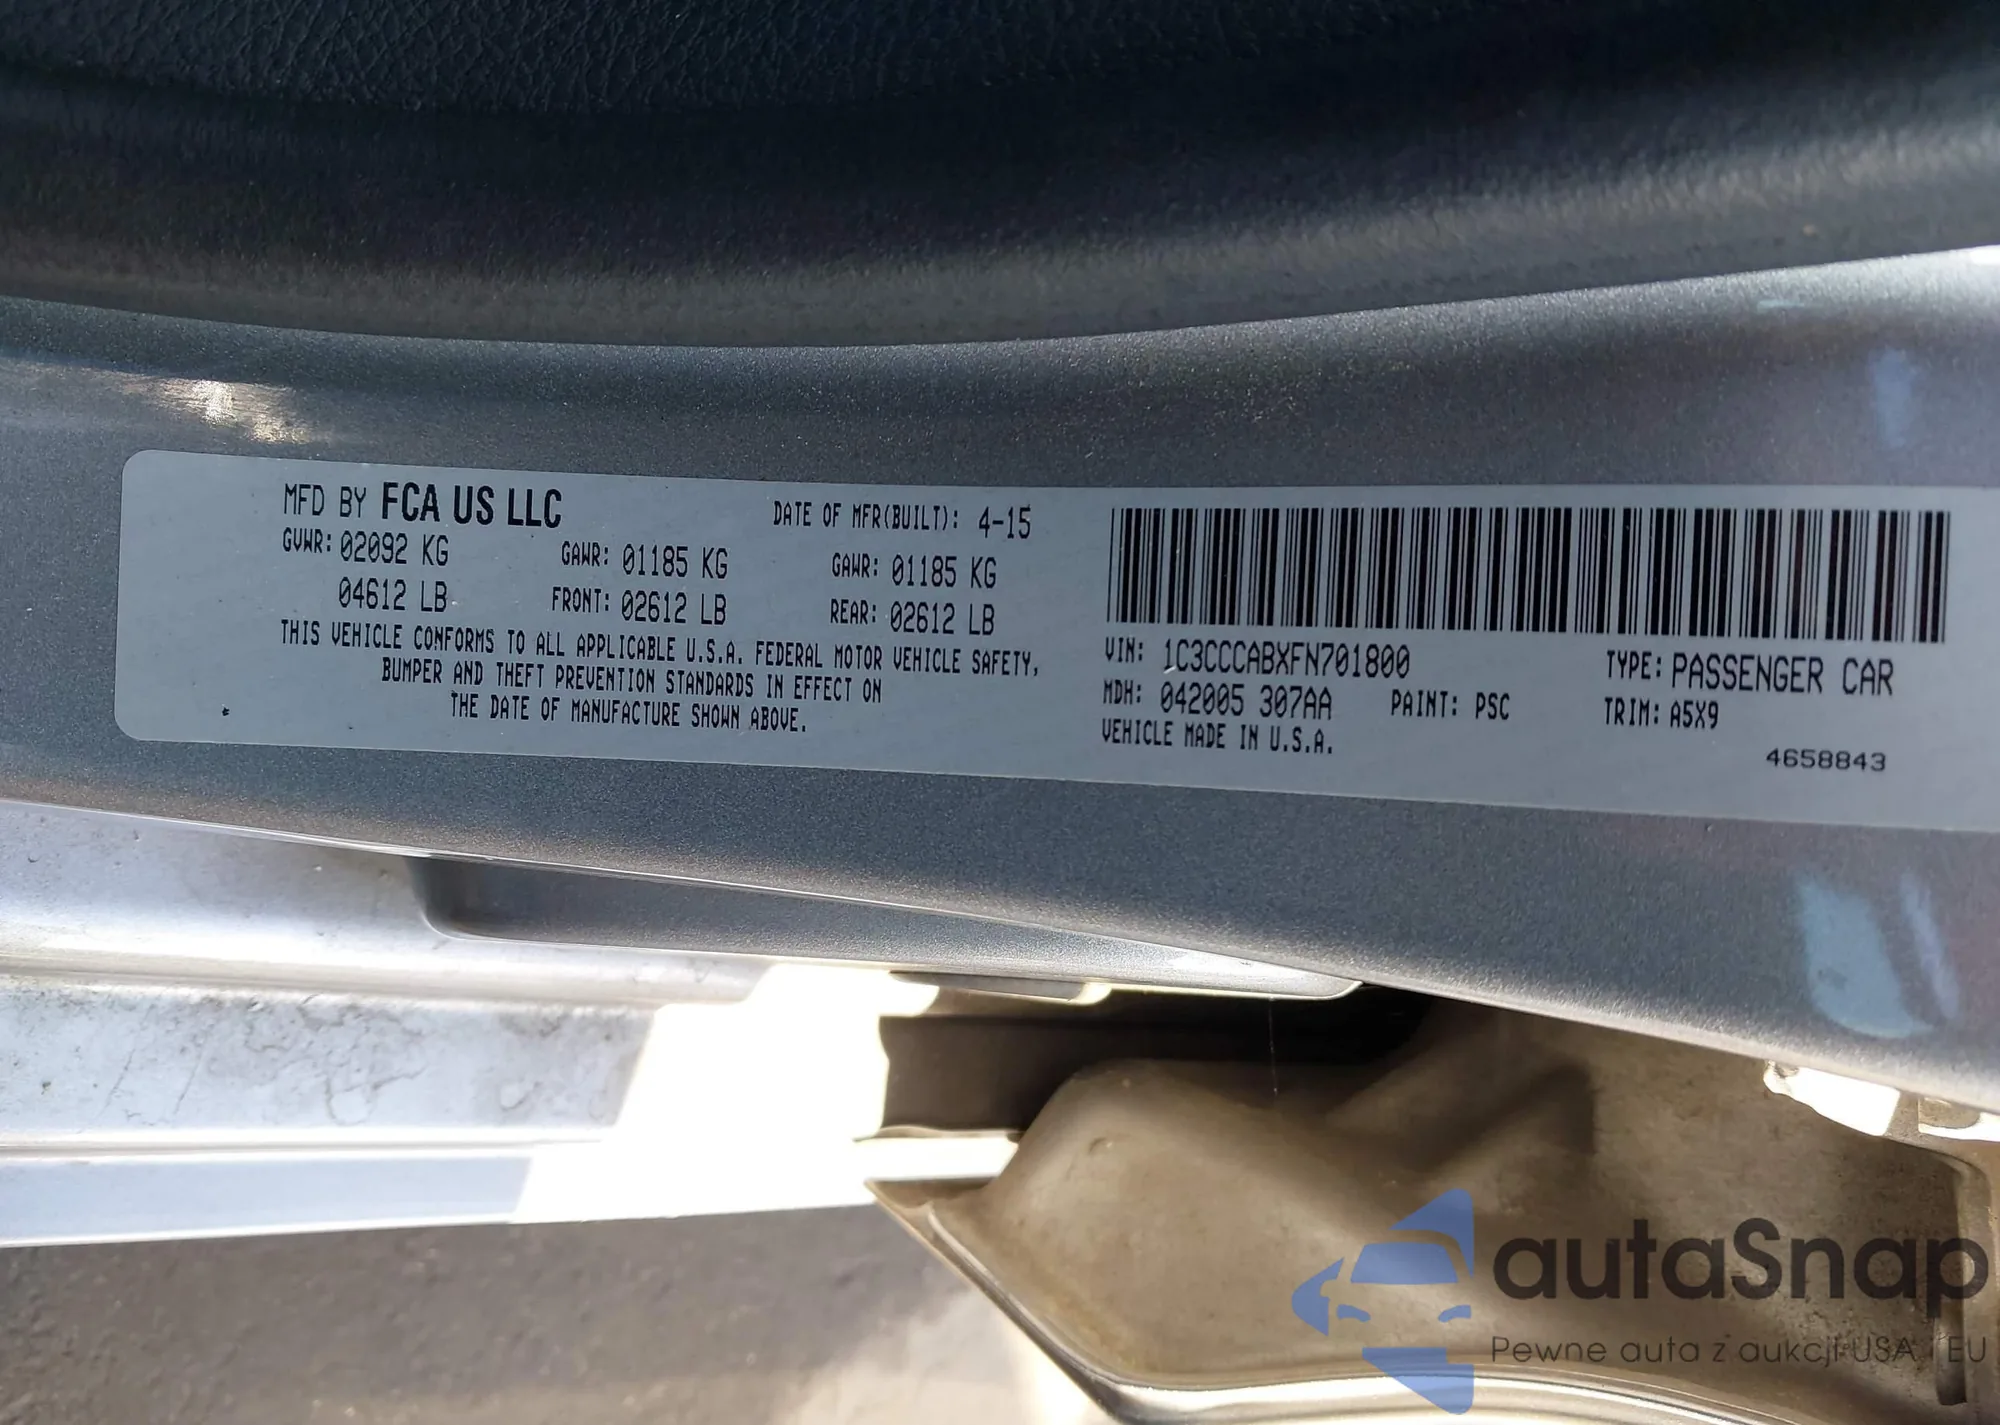 MFD BY FCA US LLC DATE OF MFR(BUILT): 4-15
GVWR: 02092 KG GAWR: 01185 KG GAWR: 01185 KG
04612 LB FRONT: 02612 LB REAR: 02612 LB
THIS VEHICLE CONFORMS TO ALL APPLICABLE U.S.A. FEDERAL MOTOR VEHICLE SAFETY,
BUMPER AND THEFT PREVENTION STANDARDS IN EFFECT ON
THE DATE OF MANUFACTURE SHOWN ABOVE.
VIN: 1C3CCCABXFN701800 TYPE: PASSENGER CAR
MDH: 042005 307AA PAINT: PSC TRIM: A5X9
VEHICLE MADE IN U.S.A.
4658843
autaSnap
Pewne auta z aukcji USA i EU